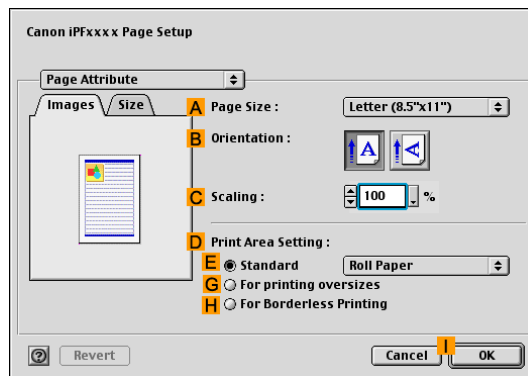 Canon iPFxxxx Page Setup
Page Attribute
Images Size
A Page Size : Letter (8.5"x11")
B Orientation : A A
C Scaling : 100 %
D Print Area Setting :
E Standard Roll Paper
G For printing oversizes
H For Borderless Printing
I
? Revert Cancel OK